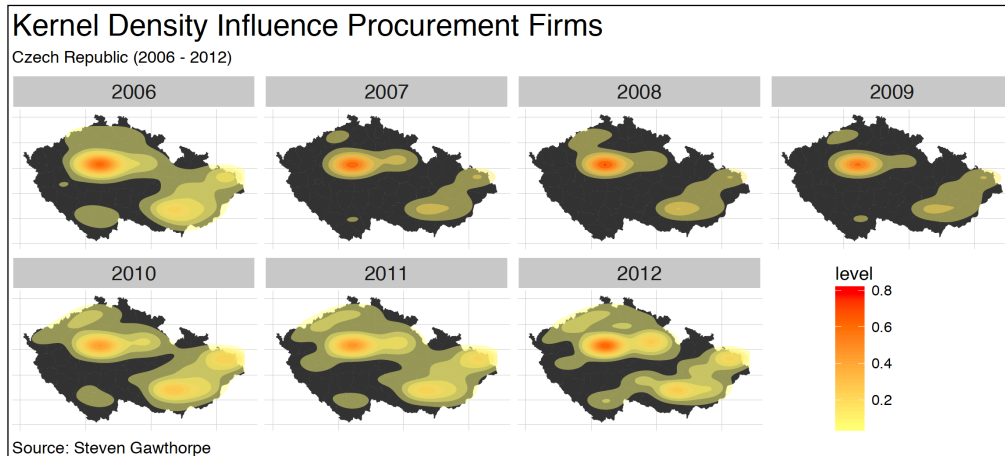 Kernel Density Influence Procurement Firms
Czech Republic (2006 - 2012)
2006 2007 2008 2009
2010 2011 2012
level
0.8
0.6
0.4
0.2
Source: Steven Gawthorpe